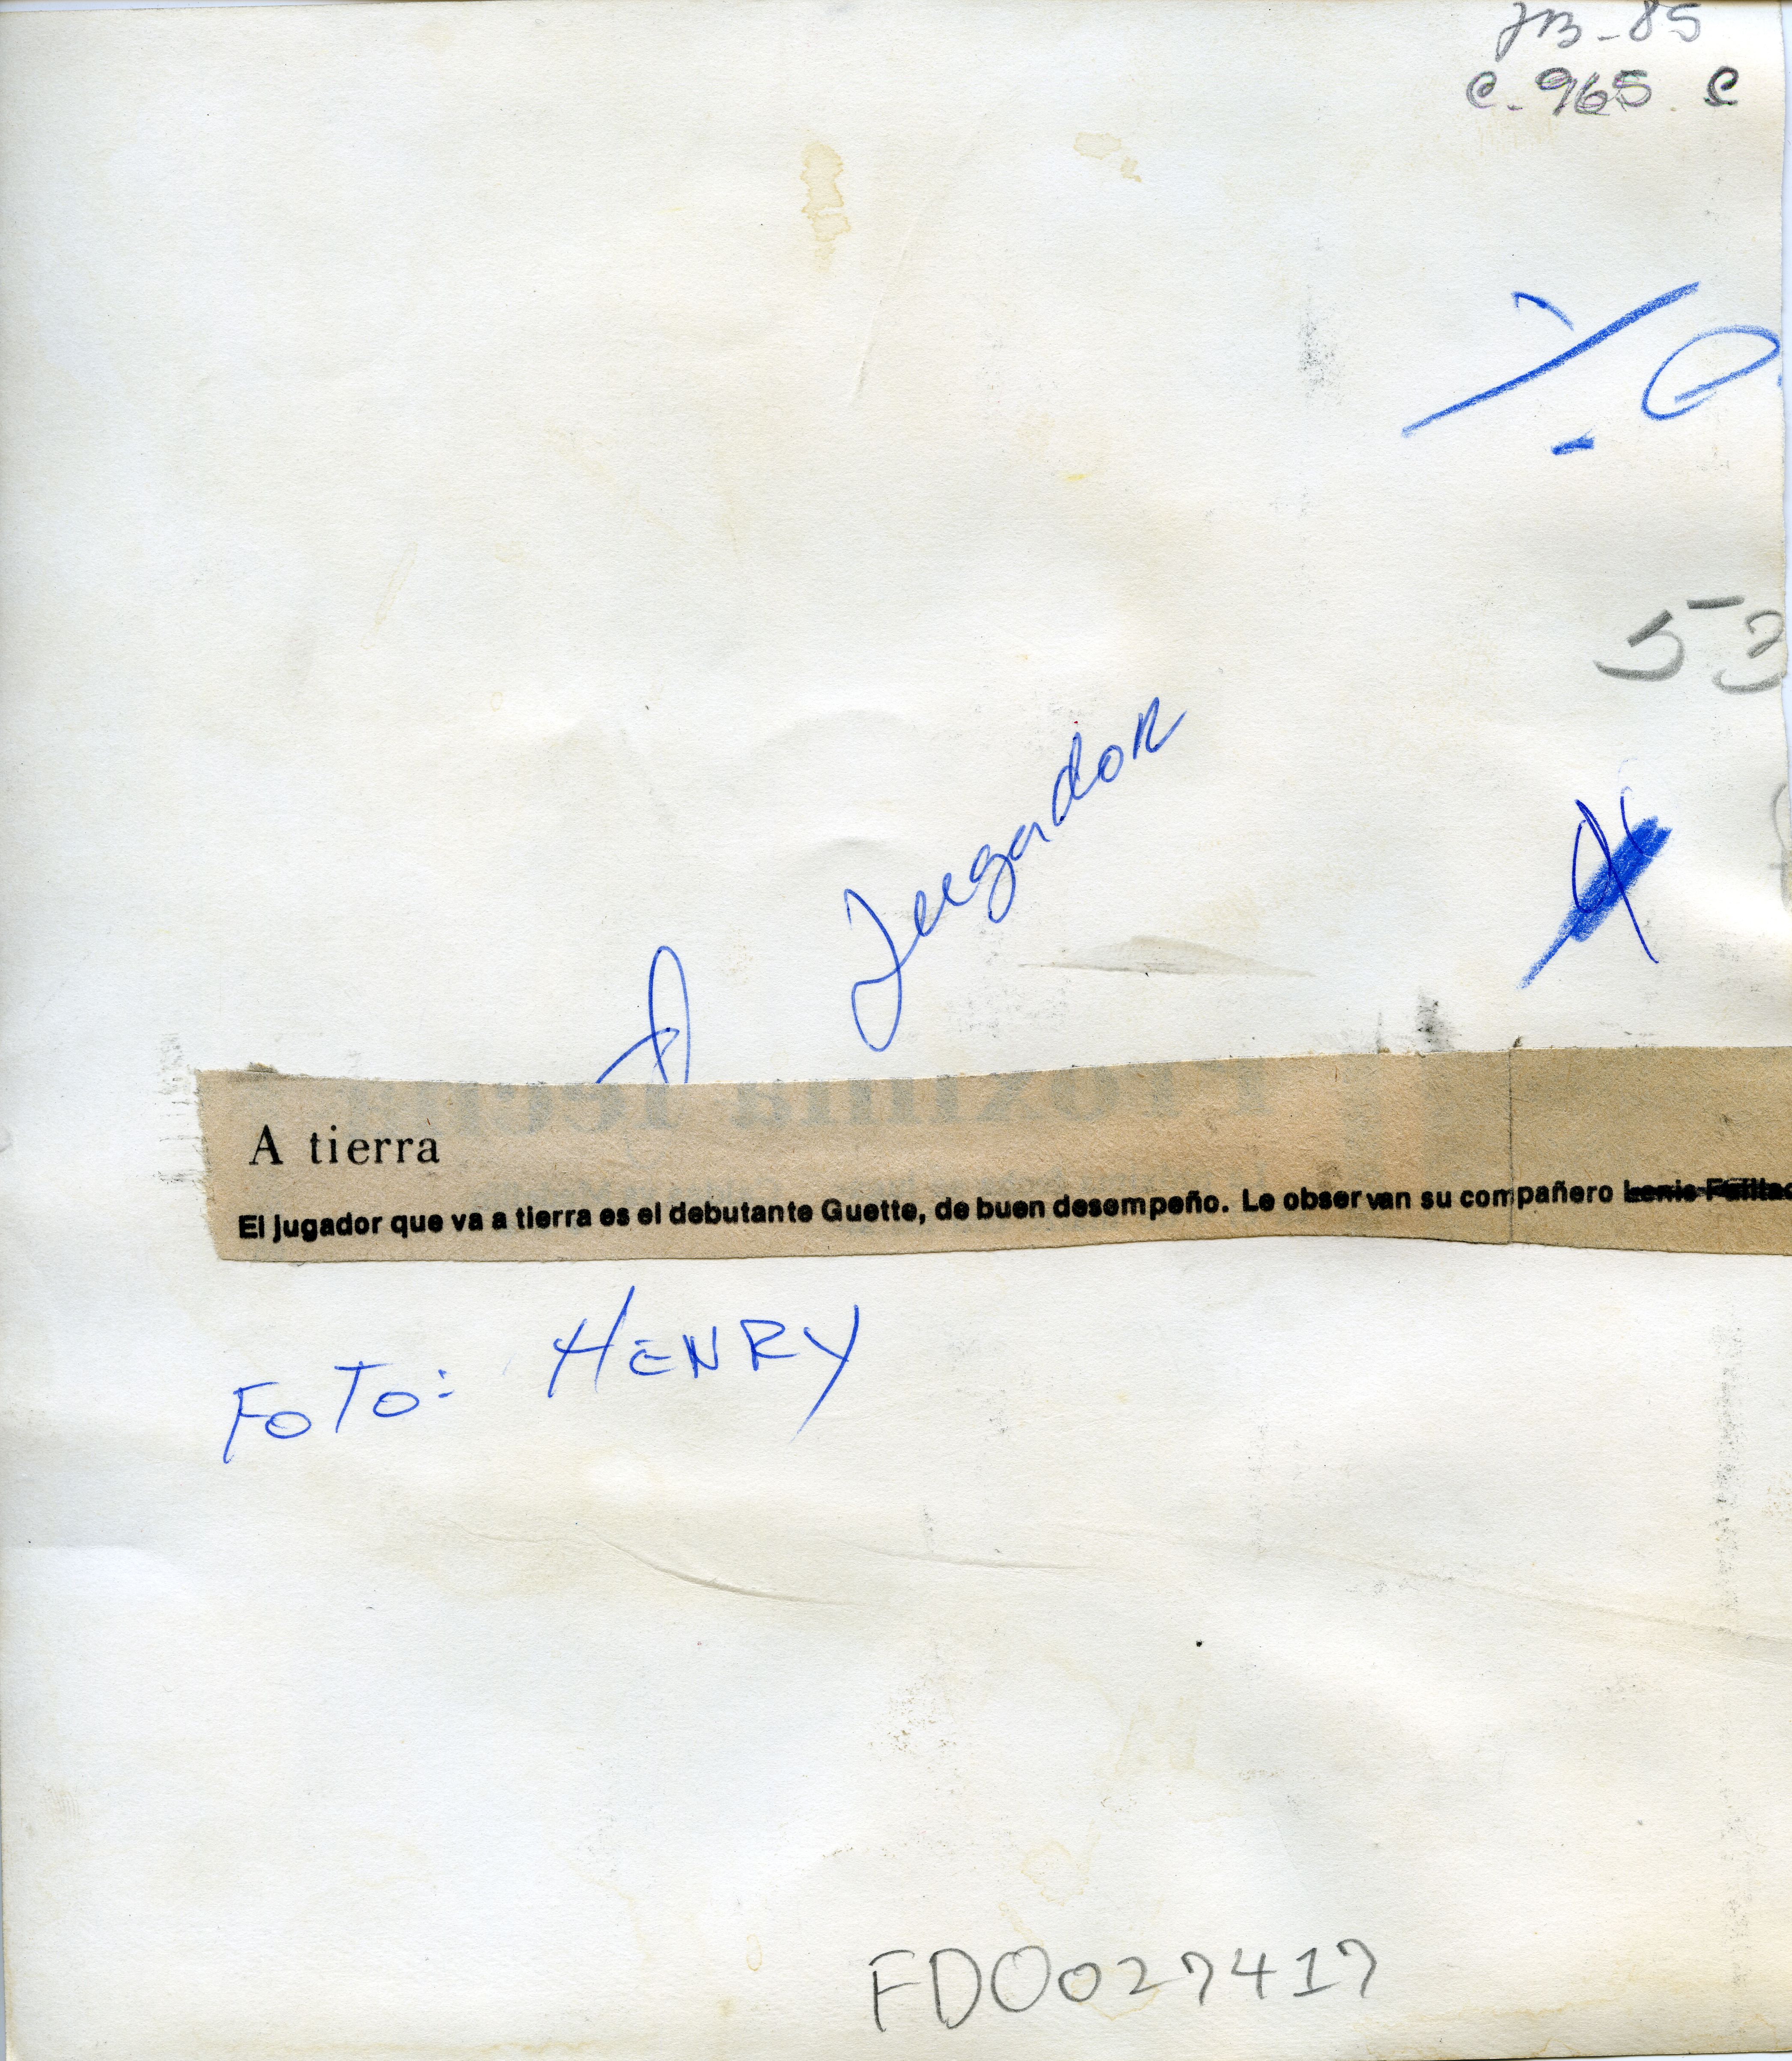 JB-85
C. 965. C
53
Jugador
A tierra
El jugador que va a tierra es el debutante Guette, de buen desempeño. Le observan su compañero
FOTO: HENRY
FD0027417